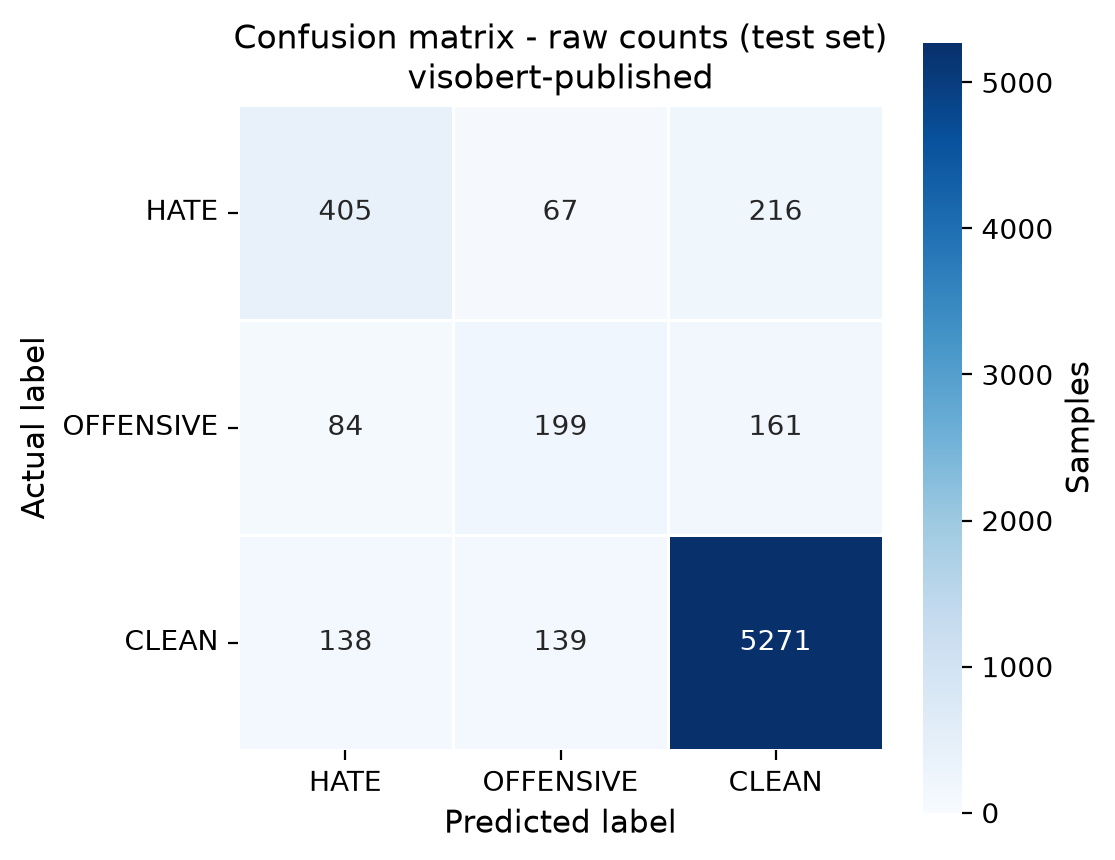 Confusion matrix - raw counts (test set)
visobert-published
HATE
405
67
216
OFFENSIVE
84
199
161
CLEAN
138
139
5271
HATE
OFFENSIVE
CLEAN
Predicted label
Actual label
5000
4000
3000
2000
1000
0
Samples